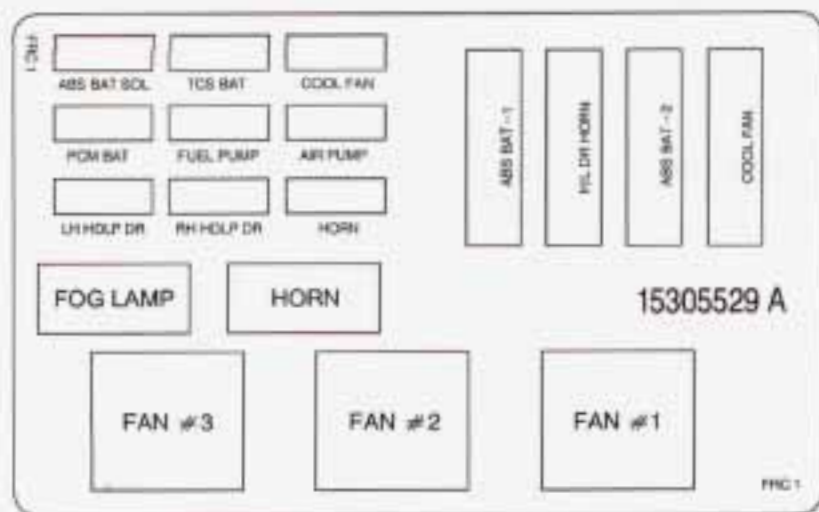 FRC 1
ABS BAT SOL TCS BAT COOL FAN
PCM BAT FUEL PUMP AIR PUMP
LH HDLP DR RH HDLP DR HORN
ABS BAT - 1
H/L DR HORN
ABS BAT - 2
COOL FAN
FOG LAMP HORN
15305529 A
FAN #3 FAN #2 FAN #1
FRC 1